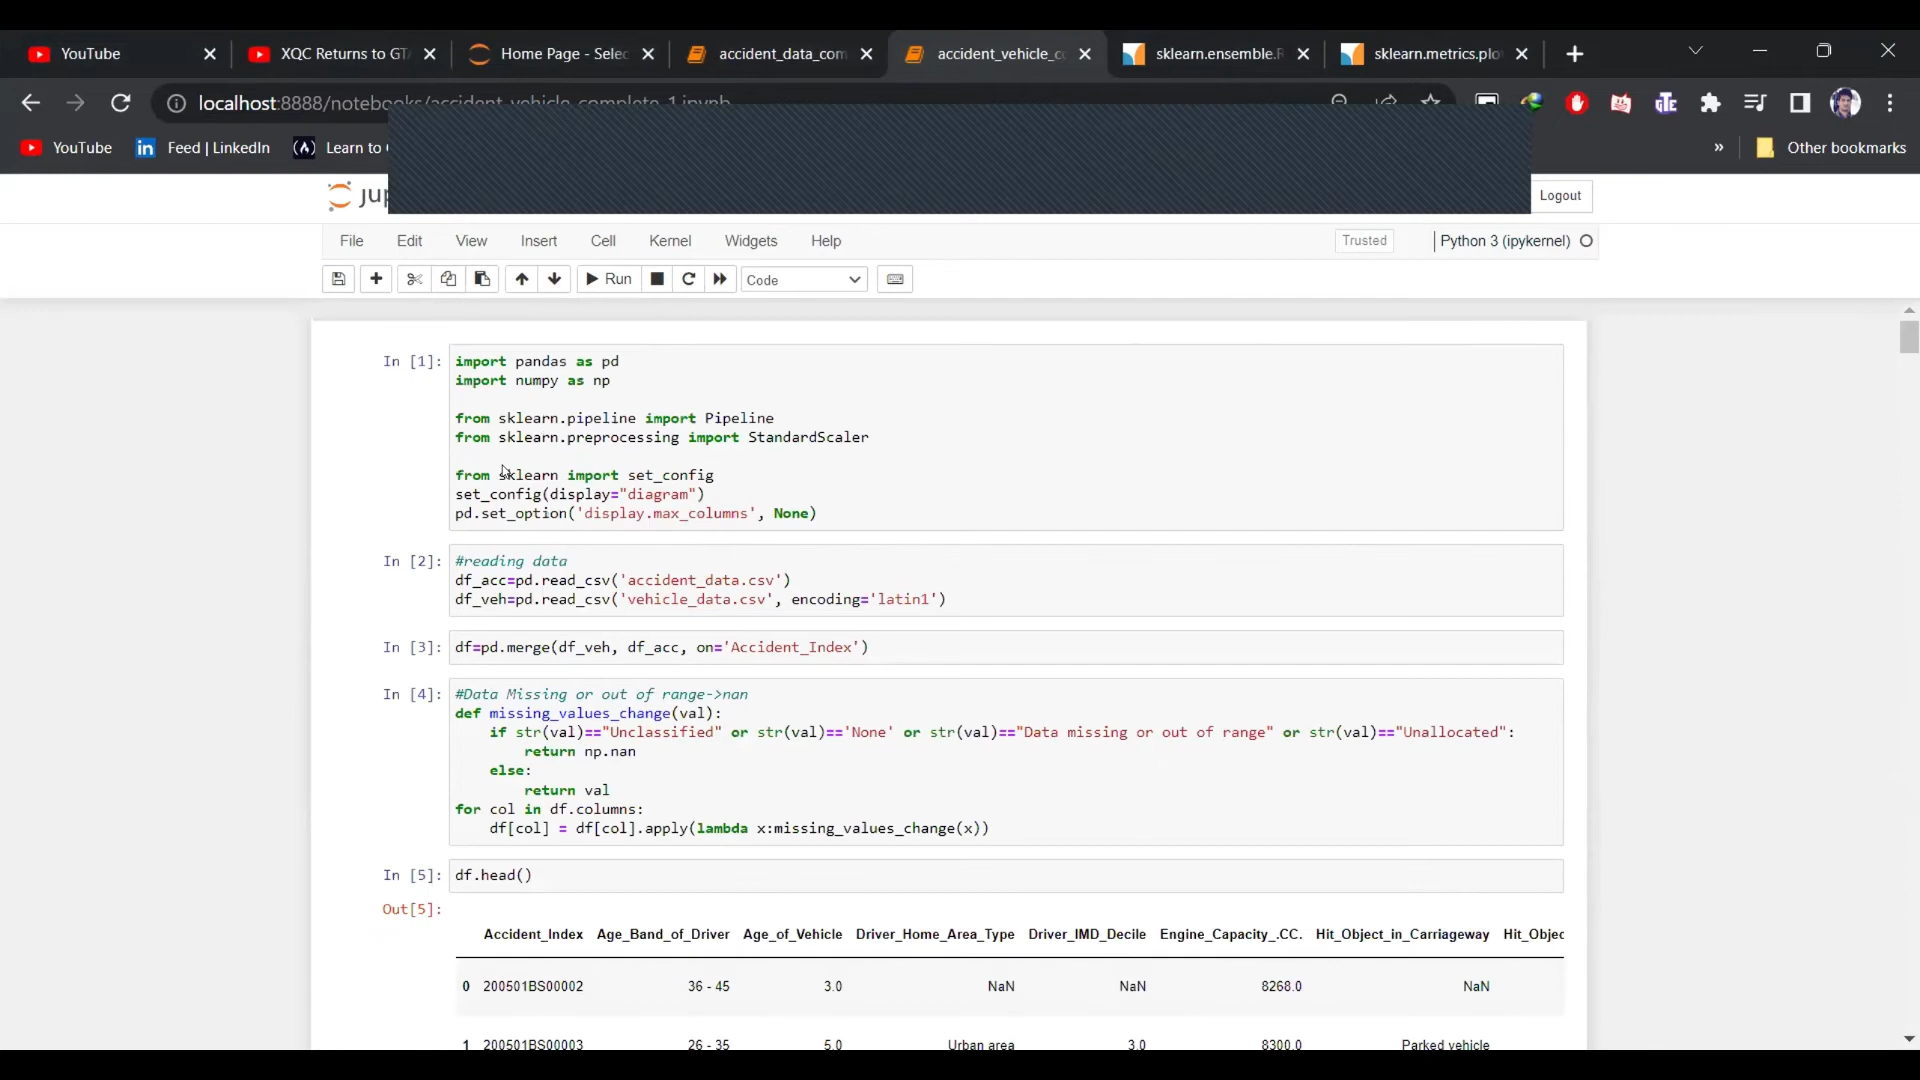 YouTube
XQC Returns to GT
Home Page - Selec
accident_data_com
accident_vehicle_c
sklearn.ensemble.R
sklearn.metrics.plo
localhost:8888/notebooks/accident_vehicle_complete_1.ipynb
YouTube
Feed | LinkedIn
Learn to
Other bookmarks
jup
Logout
File Edit View Insert Cell Kernel Widgets Help
Trusted
Python 3 (ipykernel)
Run
Code
In [1]: import pandas as pd
import numpy as np
from sklearn.pipeline import Pipeline
from sklearn.preprocessing import StandardScaler
from sklearn import set_config
set_config(display="diagram")
pd.set_option('display.max_columns', None)
In [2]: #reading data
df_acc=pd.read_csv('accident_data.csv')
df_veh=pd.read_csv('vehicle_data.csv', encoding='latin1')
In [3]: df=pd.merge(df_veh, df_acc, on='Accident_Index')
In [4]: #Data Missing or out of range->nan
def missing_values_change(val):
if str(val)=="Unclassified" or str(val)=='None' or str(val)=="Data missing or out of range" or str(val)=="Unallocated":
return np.nan
else:
return val
for col in df.columns:
df[col] = df[col].apply(lambda x:missing_values_change(x))
In [5]: df.head()
Out[5]:
Accident_Index Age_Band_of_Driver Age_of_Vehicle Driver_Home_Area_Type Driver_IMD_Decile Engine_Capacity_.CC. Hit_Object_in_Carriageway Hit_Objec
0 200501BS00002 36 - 45 3.0 NaN NaN 8268.0 NaN
1 200501BS00003 26 - 35 5.0 Urban area 3.0 8300.0 Parked vehicle